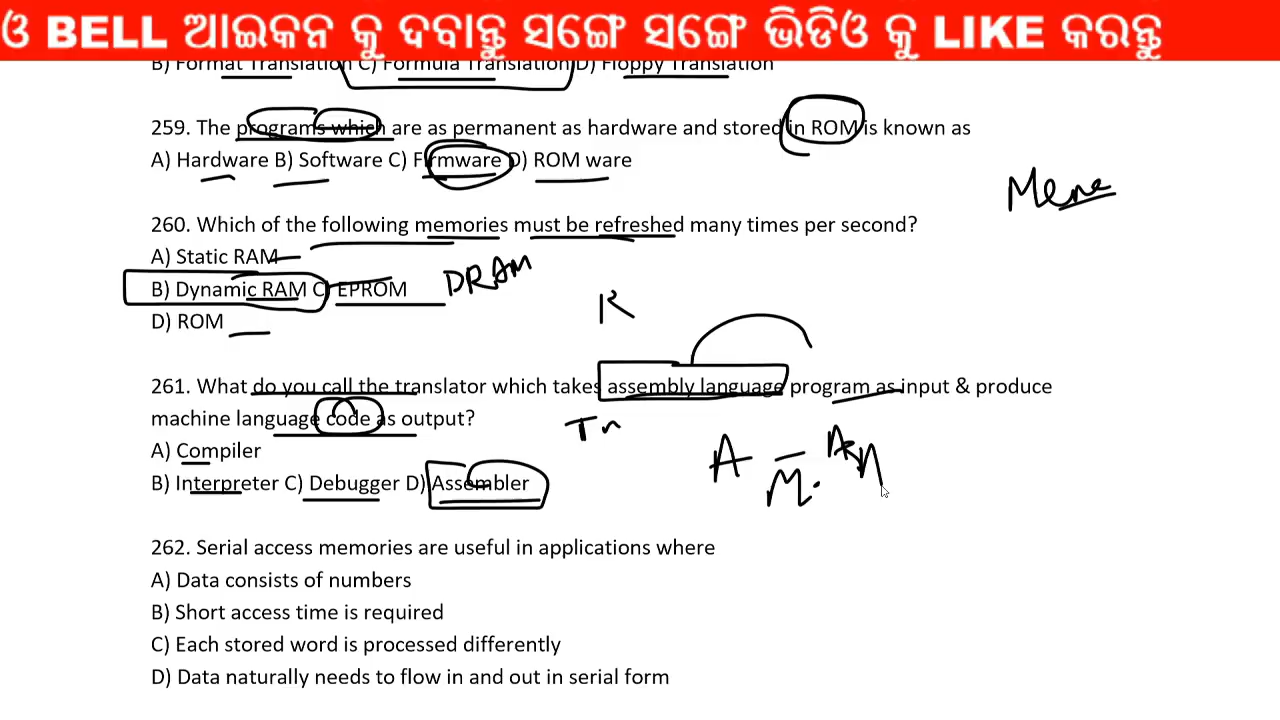 ଓ BELL ଆଇକନ କୁ ଦବାନ୍ତୁ ସଙ୍ଗେ ସଙ୍ଗେ ଭିଡିଓ କୁ LIKE କରନ୍ତୁ
B) Format Translation C) Formula Translation D) Floppy Translation
259. The programs which are as permanent as hardware and stored in ROM is known as
A) Hardware B) Software C) Firmware D) ROM ware
260. Which of the following memories must be refreshed many times per second?
A) Static RAM
B) Dynamic RAM C) EPROM
DRAM
D) ROM
261. What do you call the translator which takes assembly language program as input & produce
machine language code as output?
A) Compiler
B) Interpreter C) Debugger D) Assembler
262. Serial access memories are useful in applications where
A) Data consists of numbers
B) Short access time is required
C) Each stored word is processed differently
D) Data naturally needs to flow in and out in serial form